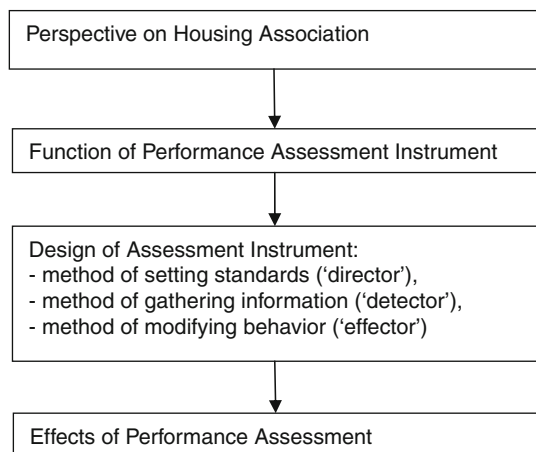 Perspective on Housing Association
Function of Performance Assessment Instrument
Design of Assessment Instrument:
- method of setting standards (‘director’),
- method of gathering information (‘detector’),
- method of modifying behavior (‘effector’)
Effects of Performance Assessment